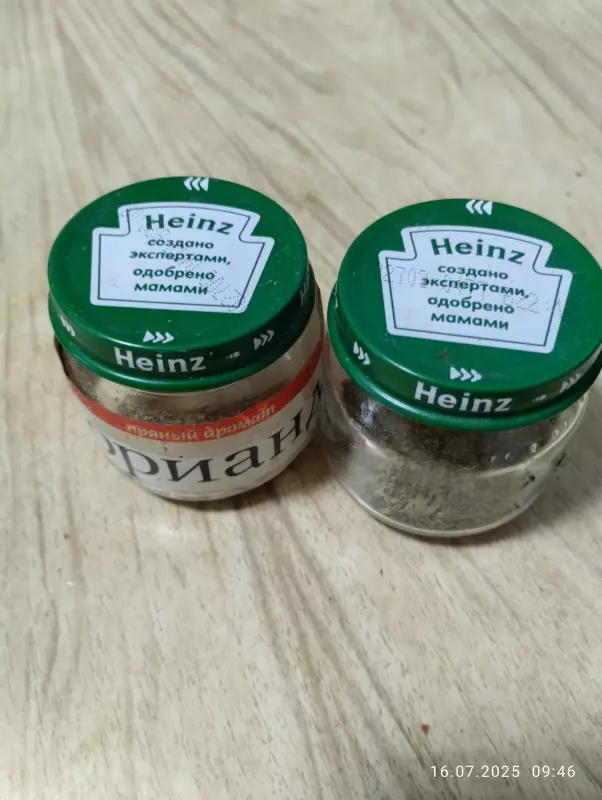 Heinz
создано
экспертами,
одобрено
мамами
Heinz
пряный аромат
ориан
Heinz
создано
экспертами,
одобрено
мамами
Heinz
16.07.2025 09:46